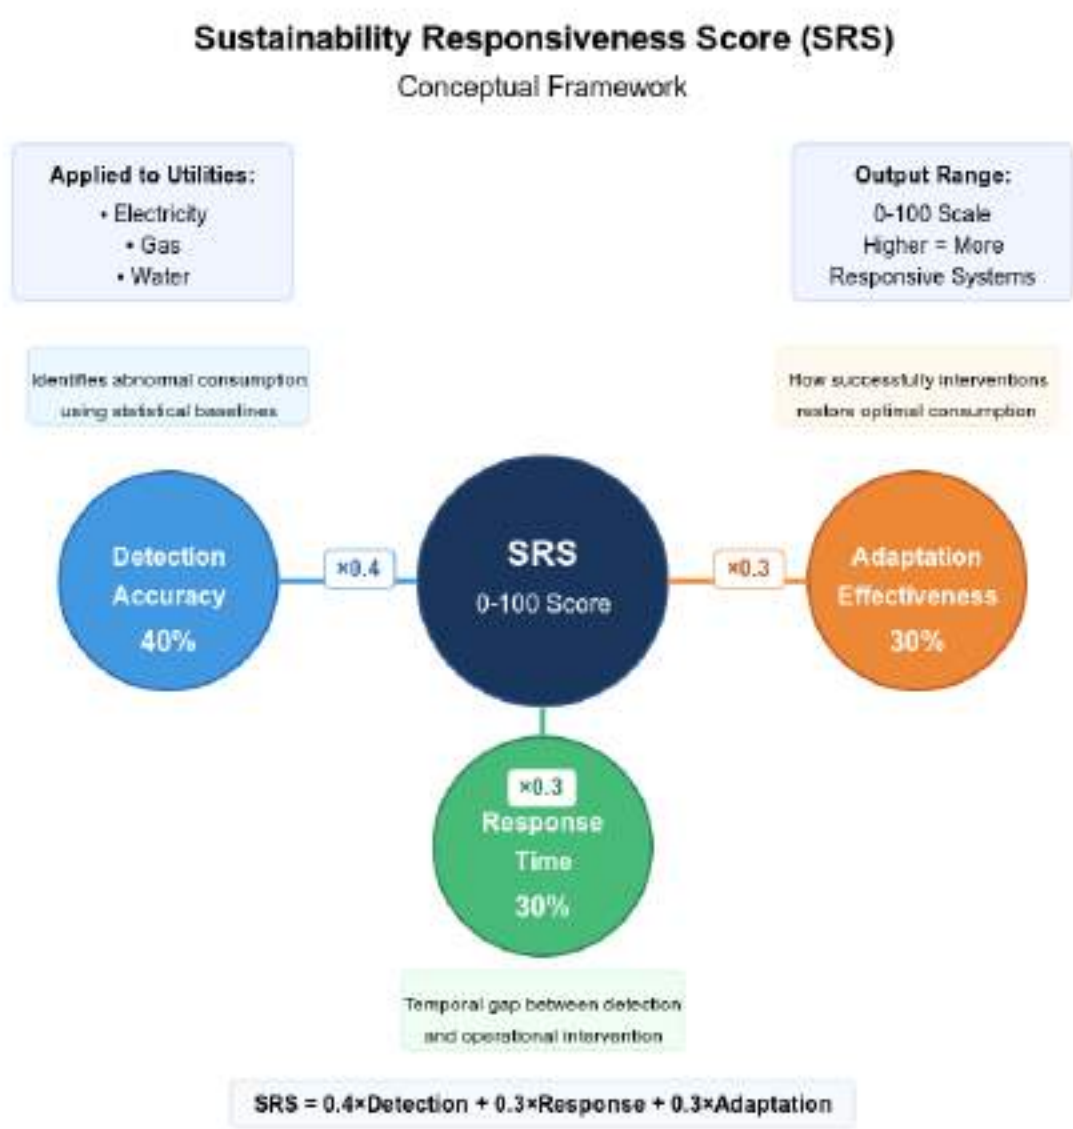 Sustainability Responsiveness Score (SRS)
Conceptual Framework
Applied to Utilities:
• Electricity
• Gas
• Water
Output Range:
0-100 Scale
Higher = More
Responsive Systems
Identifies abnormal consumption
using statistical baselines
How successfully interventions
restore optimal consumption
Detection
Accuracy
40%
×0.4
SRS
0-100 Score
×0.3
Adaptation
Effectiveness
30%
×0.3
Response
Time
30%
Temporal gap between detection
and operational intervention
SRS = 0.4×Detection + 0.3×Response + 0.3×Adaptation